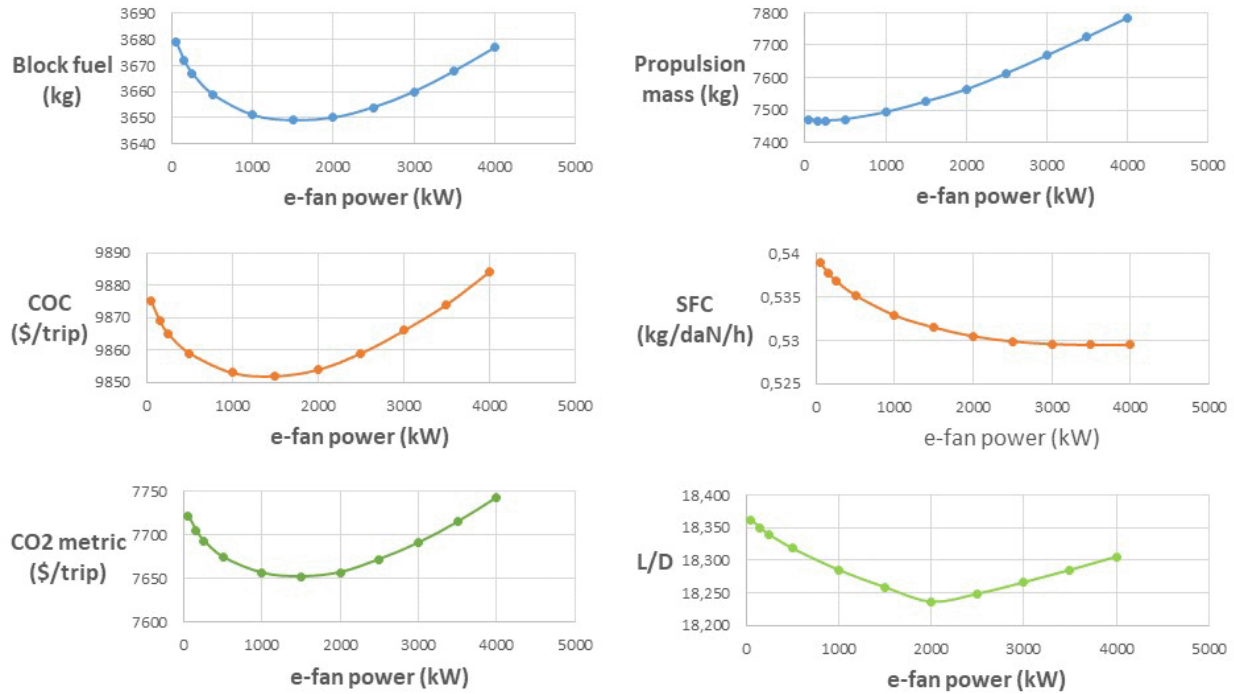 Block fuel
(kg)
3690
3680
3670
3660
3650
3640
0 1000 2000 3000 4000 5000
e-fan power (kW)
Propulsion
mass (kg)
7800
7700
7600
7500
7400
0 1000 2000 3000 4000 5000
e-fan power (kW)
COC
($/trip)
9890
9880
9870
9860
9850
0 1000 2000 3000 4000 5000
e-fan power (kW)
SFC
(kg/daN/h)
0,54
0,535
0,53
0,525
0 1000 2000 3000 4000 5000
e-fan power (kW)
CO2 metric
($/trip)
7750
7700
7650
7600
0 1000 2000 3000 4000 5000
e-fan power (kW)
L/D
18,400
18,350
18,300
18,250
18,200
0 1000 2000 3000 4000 5000
e-fan power (kW)